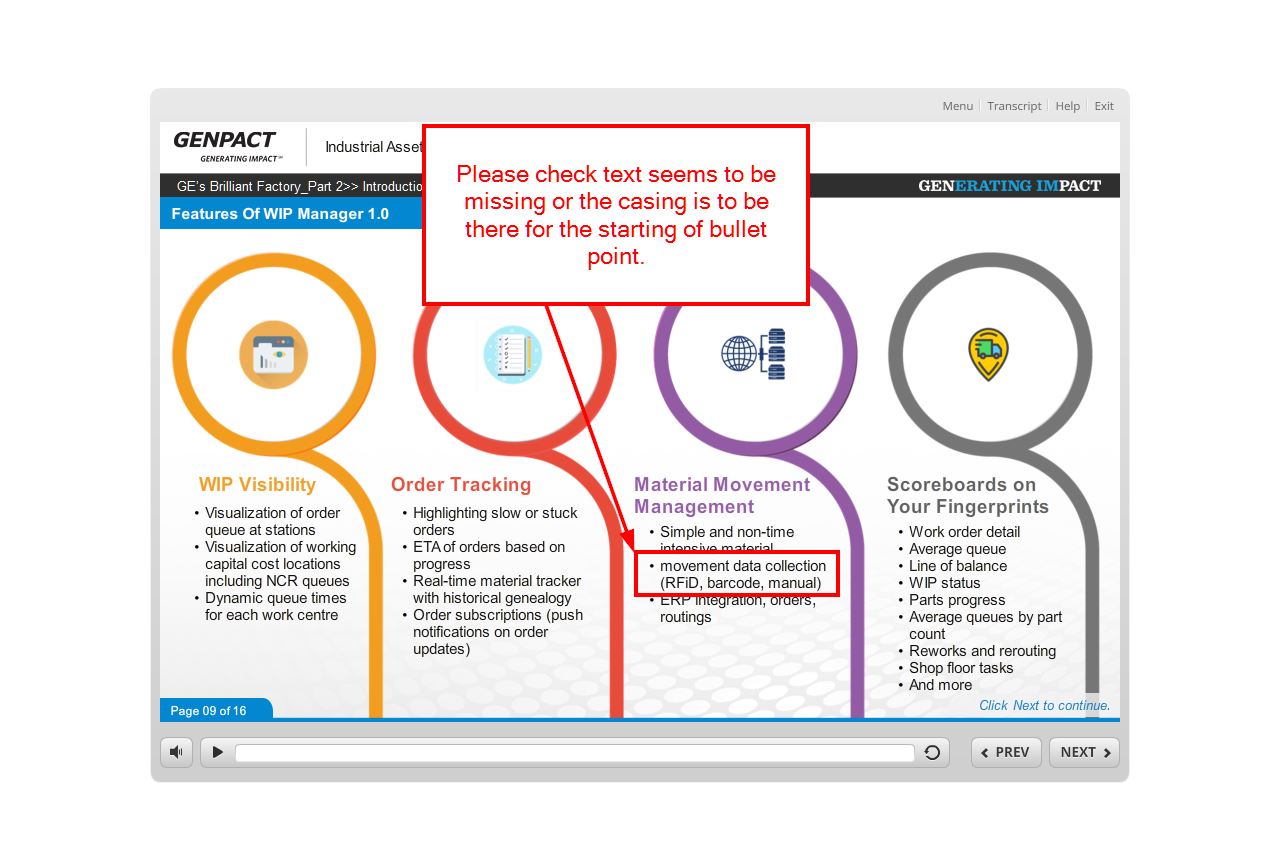 Menu Transcript Help Exit
GENPACT
GENERATING IMPACT℠
Industrial Asset
Please check text seems to be
missing or the casing is to be
there for the starting of bullet
point.
GE's Brilliant Factory_Part 2>> Introductio
GENERATING IMPACT
Features Of WIP Manager 1.0
WIP Visibility
• Visualization of order
queue at stations
• Visualization of working
capital cost locations
including NCR queues
• Dynamic queue times
for each work centre
Order Tracking
• Highlighting slow or stuck
orders
• ETA of orders based on
progress
• Real-time material tracker
with historical genealogy
• Order subscriptions (push
notifications on order
updates)
Material Movement
Management
• Simple and non-time
intensive material
• movement data collection
(RFiD, barcode, manual)
• ERP integration, orders,
routings
Scoreboards on
Your Fingerprints
• Work order detail
• Average queue
• Line of balance
• WIP status
• Parts progress
• Average queues by part
count
• Reworks and rerouting
• Shop floor tasks
• And more
Click Next to continue.
Page 09 of 16
PREV
NEXT